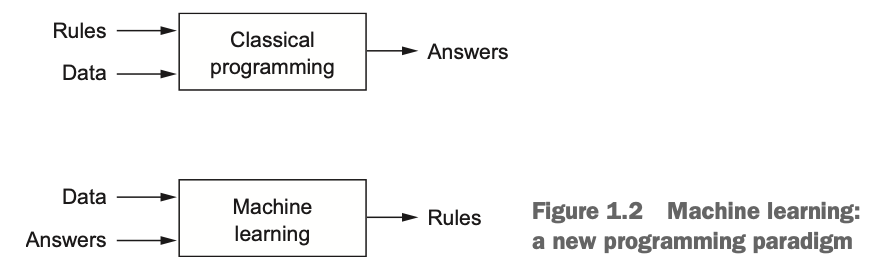 Rules
Data
Classical
programming
Answers
Data
Answers
Machine
learning
Rules
Figure 1.2 Machine learning:
a new programming paradigm